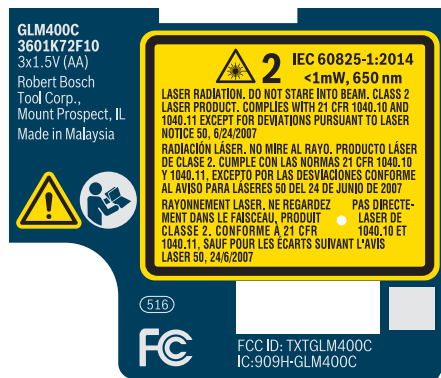 GLM400C
3601K72F10
3x1.5V (AA)
Robert Bosch
Tool Corp.,
Mount Prospect, IL
Made in Malaysia
2 IEC 60825-1:2014
<1mW, 650 nm
LASER RADIATION. DO NOT STARE INTO BEAM. CLASS 2
LASER PRODUCT. COMPLIES WITH 21 CFR 1040.10 AND
1040.11 EXCEPT FOR DEVIATIONS PURSUANT TO LASER
NOTICE 50, 6/24/2007
RADIACIÓN LÁSER. NO MIRE AL RAYO. PRODUCTO LÁSER
DE CLASE 2. CUMPLE CON LAS NORMAS 21 CFR 1040.10
Y 1040.11, EXCEPTO POR LAS DESVIACIONES CONFORME
AL AVISO PARA LÁSERES 50 DEL 24 DE JUNIO DE 2007
RAYONNEMENT LASER. NE REGARDEZ PAS DIRECTE-
MENT DANS LE FAISCEAU, PRODUIT LASER DE
CLASSE 2. CONFORME À 21 CFR 1040.10 ET
1040.11, SAUF POUR LES ÉCARTS SUIVANT L'AVIS
LASER 50, 24/6/2007
516
FC
FCC ID: TXTGLM400C
IC:909H-GLM400C